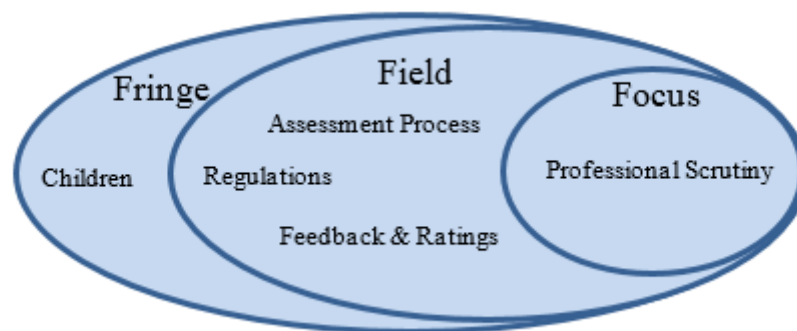 Fringe
Field
Focus
Assessment Process
Children
Regulations
Professional Scrutiny
Feedback & Ratings